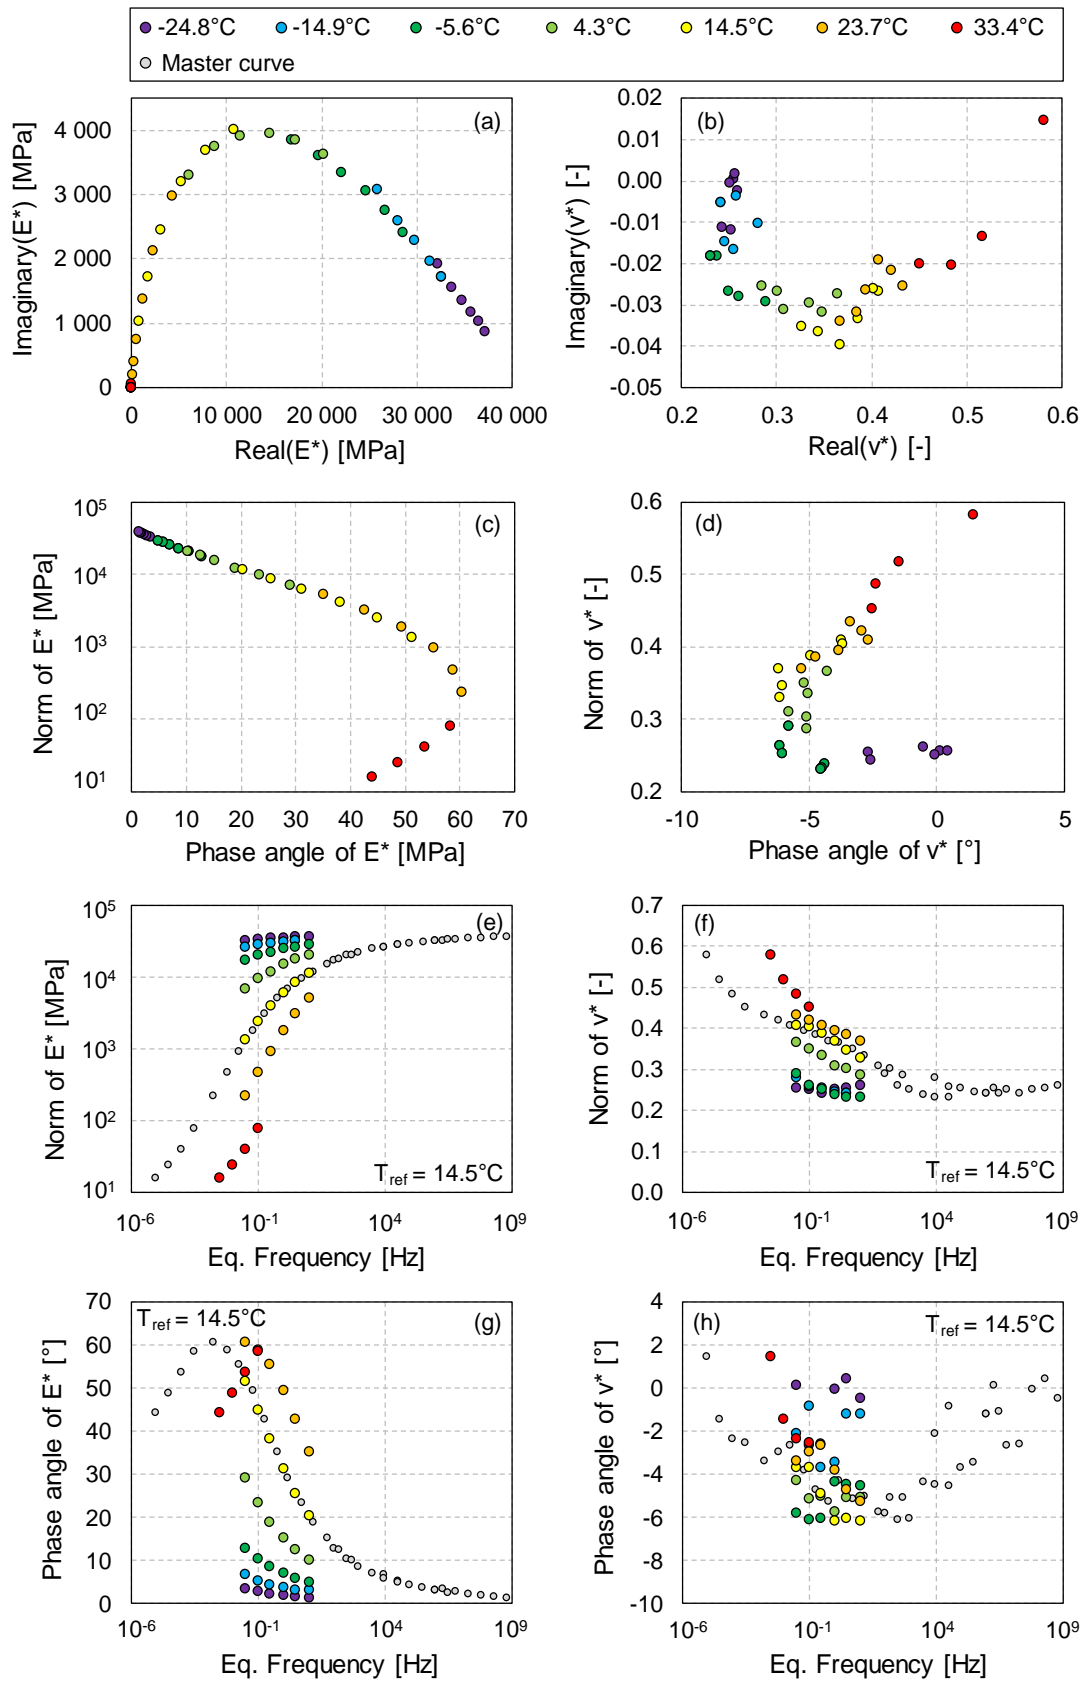 -24.8°C -14.9°C -5.6°C 4.3°C 14.5°C 23.7°C 33.4°C
Master curve
(a)
4 000
3 000
2 000
1 000
0
0 10 000 20 000 30 000 40 000
Imaginary(E*) [MPa]
Real(E*) [MPa]
(b)
0.02
0.01
0.00
-0.01
-0.02
-0.03
-0.04
-0.05
0.2 0.3 0.4 0.5 0.6
Imaginary(ν*) [-]
Real(ν*) [-]
(c)
10⁵
10⁴
10³
10²
10¹
0 10 20 30 40 50 60 70
Norm of E* [MPa]
Phase angle of E* [MPa]
(d)
0.6
0.5
0.4
0.3
0.2
-10 -5 0 5
Norm of ν* [-]
Phase angle of ν* [°]
(e)
10⁵
10⁴
10³
10²
10¹
T_ref = 14.5°C
10⁻⁶ 10⁻¹ 10⁴ 10⁹
Norm of E* [MPa]
Eq. Frequency [Hz]
(f)
0.7
0.6
0.5
0.4
0.3
0.2
0.1
0.0
T_ref = 14.5°C
10⁻⁶ 10⁻¹ 10⁴ 10⁹
Norm of ν* [-]
Eq. Frequency [Hz]
T_ref = 14.5°C
(g)
70
60
50
40
30
20
10
0
10⁻⁶ 10⁻¹ 10⁴ 10⁹
Phase angle of E* [°]
Eq. Frequency [Hz]
(h)
T_ref = 14.5°C
4
2
0
-2
-4
-6
-8
-10
10⁻⁶ 10⁻¹ 10⁴ 10⁹
Phase angle of ν* [°]
Eq. Frequency [Hz]